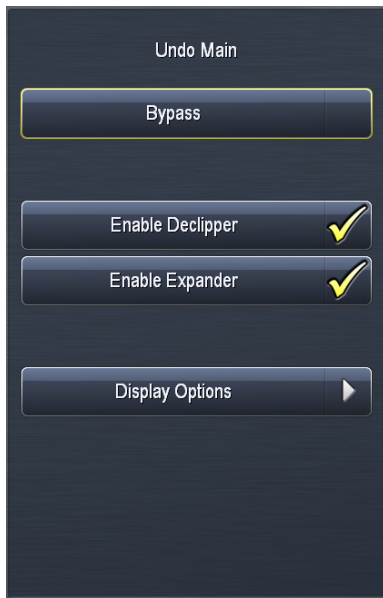 Undo Main
Bypass
Enable Declipper
Enable Expander
Display Options